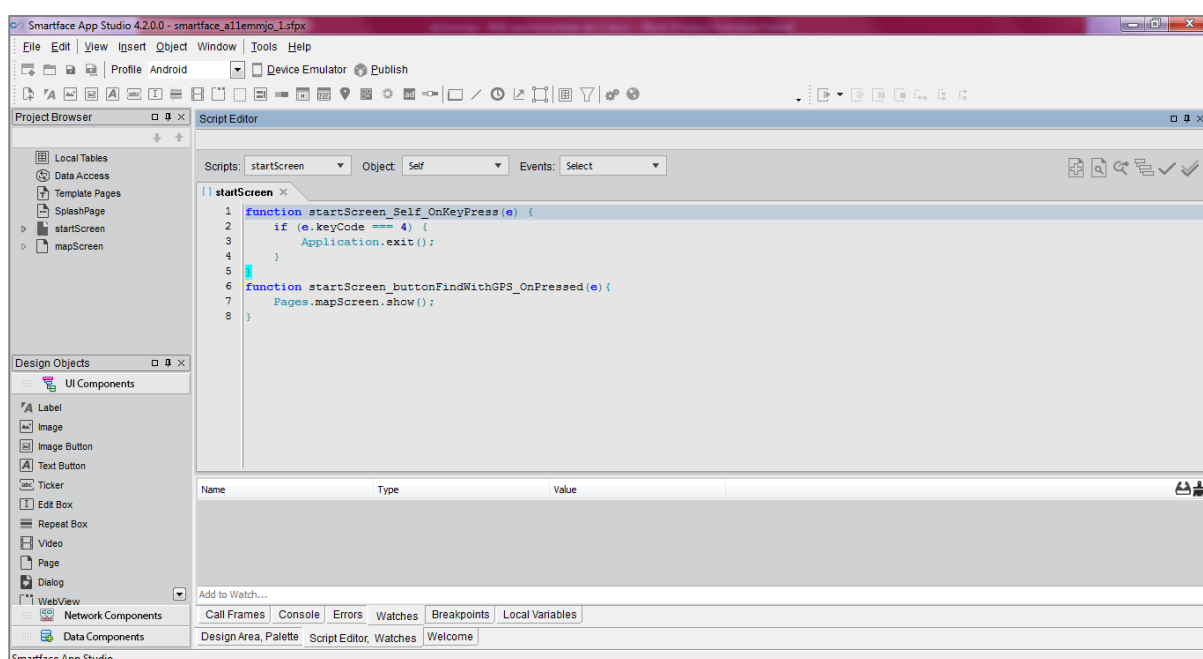 Smartface App Studio 4.2.0.0 - smartface_a11emmjo_1.sfpx
File Edit View Insert Object Window Tools Help
Profile Android Device Emulator Publish
Project Browser
Script Editor
Local Tables
Data Access
Template Pages
SplashPage
startScreen
mapScreen
Scripts: startScreen Object: Self Events: Select
startScreen
1 function startScreen_Self_OnKeyPress(e) {
2 if (e.keyCode === 4) {
3 Application.exit();
4 }
5 }
6 function startScreen_buttonFindWithGPS_OnPressed(e){
7 Pages.mapScreen.show();
8 }
Design Objects
UI Components
Label
Image
Image Button
Text Button
Ticker
Edit Box
Repeat Box
Video
Page
Dialog
WebView
Network Components
Data Components
Name Type Value
Add to Watch...
Call Frames Console Errors Watches Breakpoints Local Variables
Design Area, Palette Script Editor, Watches Welcome
Smartface App Studio